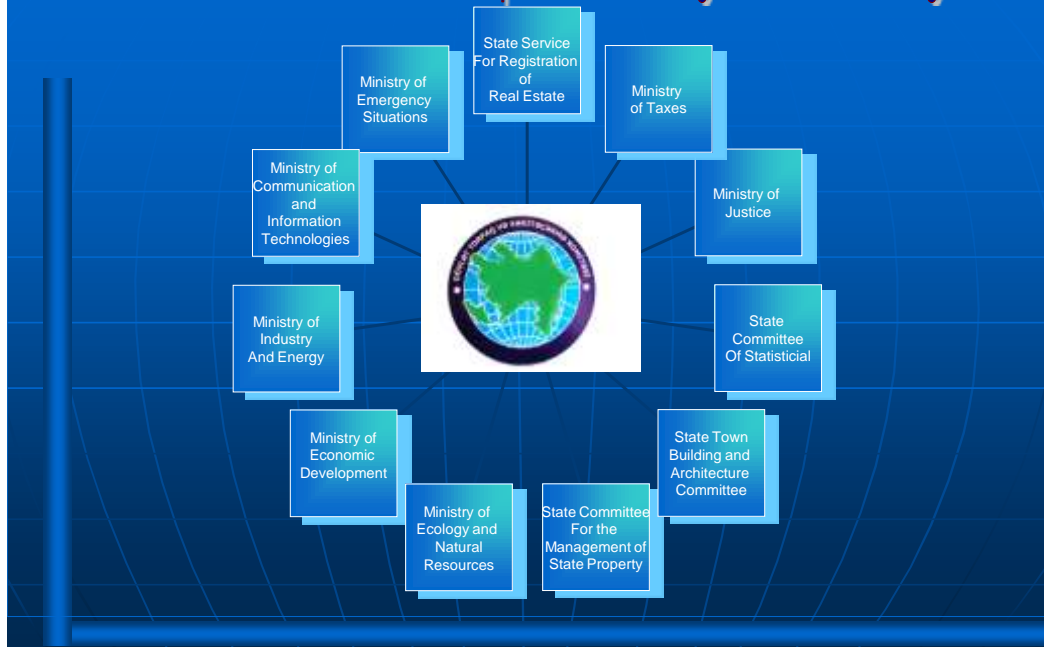 State Service
For Registration
of
Real Estate
Ministry
of Taxes
Ministry of
Justice
State
Committee
Of Statisticial
State Town
Building and
Architecture
Committee
State Committee
For the
Management of
State Property
Ministry of
Ecology and
Natural
Resources
Ministry of
Economic
Development
Ministry of
Industry
And Energy
Ministry of
Communication
and
Information
Technologies
Ministry of
Emergency
Situations